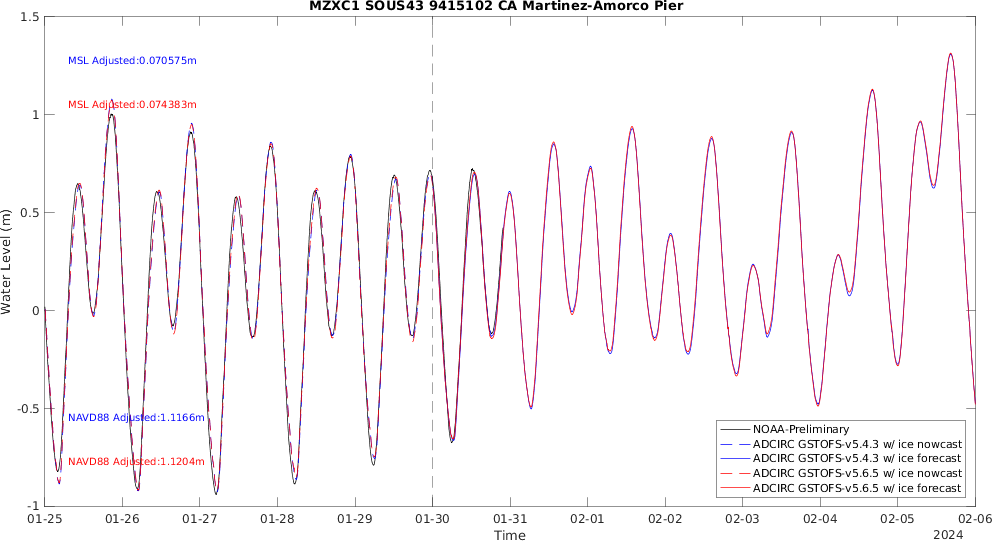 MZXC1 SOUS43 9415102 CA Martinez-Amorco Pier
1.5
1
0.5
0
-0.5
-1
Water Level (m)
MSL Adjusted:0.070575m
MSL Adjusted:0.074383m
NAVD88 Adjusted:1.1166m
NAVD88 Adjusted:1.1204m
NOAA-Preliminary
ADCIRC GSTOFS-v5.4.3 w/ ice nowcast
ADCIRC GSTOFS-v5.4.3 w/ ice forecast
ADCIRC GSTOFS-v5.6.5 w/ ice nowcast
ADCIRC GSTOFS-v5.6.5 w/ ice forecast
01-25 01-26 01-27 01-28 01-29 01-30 01-31 02-01 02-02 02-03 02-04 02-05 02-06
Time
2024